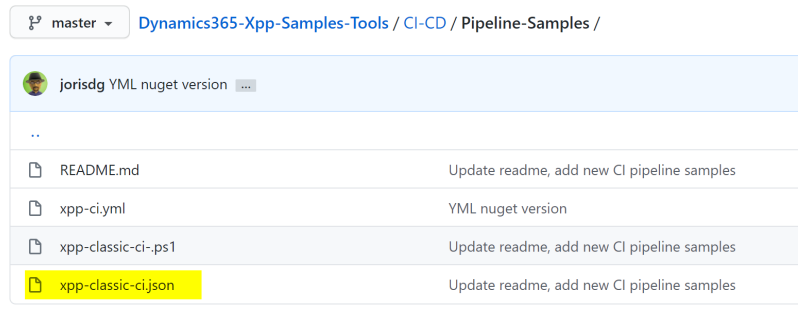 master Dynamics365-Xpp-Samples-Tools / CI-CD / Pipeline-Samples /
jorisdg YML nuget version ...
..
README.md Update readme, add new CI pipeline samples
xpp-ci.yml YML nuget version
xpp-classic-ci-.ps1 Update readme, add new CI pipeline samples
xpp-classic-ci.json Update readme, add new CI pipeline samples